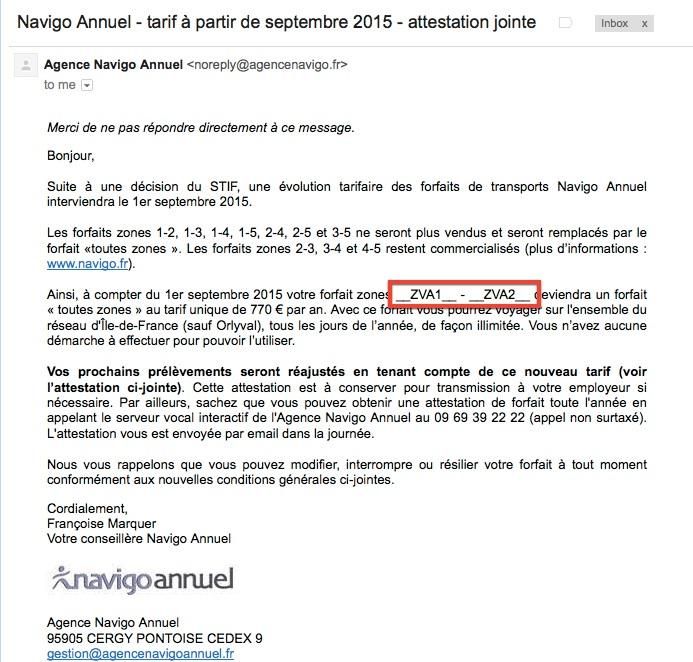 Navigo Annuel - tarif à partir de septembre 2015 - attestation jointe
Inbox x
Agence Navigo Annuel <noreply@agencenavigo.fr>
to me
Merci de ne pas répondre directement à ce message.
Bonjour,
Suite à une décision du STIF, une évolution tarifaire des forfaits de transports Navigo Annuel
interviendra le 1er septembre 2015.
Les forfaits zones 1-2, 1-3, 1-4, 1-5, 2-4, 2-5 et 3-5 ne seront plus vendus et seront remplacés par le
forfait «toutes zones ». Les forfaits zones 2-3, 3-4 et 4-5 restent commercialisés (plus d'informations :
www.navigo.fr).
Ainsi, à compter du 1er septembre 2015 votre forfait zones __ZVA1__ - __ZVA2__ deviendra un forfait
« toutes zones » au tarif unique de 770 € par an. Avec ce forfait vous pourrez voyager sur l'ensemble du
réseau d'Île-de-France (sauf Orlyval), tous les jours de l'année, de façon illimitée. Vous n'avez aucune
démarche à effectuer pour pouvoir l'utiliser.
Vos prochains prélèvements seront réajustés en tenant compte de ce nouveau tarif (voir
l'attestation ci-jointe). Cette attestation est à conserver pour transmission à votre employeur si
nécessaire. Par ailleurs, sachez que vous pouvez obtenir une attestation de forfait toute l'année en
appelant le serveur vocal interactif de l'Agence Navigo Annuel au 09 69 39 22 22 (appel non surtaxé).
L'attestation vous est envoyée par email dans la journée.
Nous vous rappelons que vous pouvez modifier, interrompre ou résilier votre forfait à tout moment
conformément aux nouvelles conditions générales ci-jointes.
Cordialement,
Françoise Marquer
Votre conseillère Navigo Annuel
navigo annuel
Agence Navigo Annuel
95905 CERGY PONTOISE CEDEX 9
gestion@agencenavigoannuel.fr